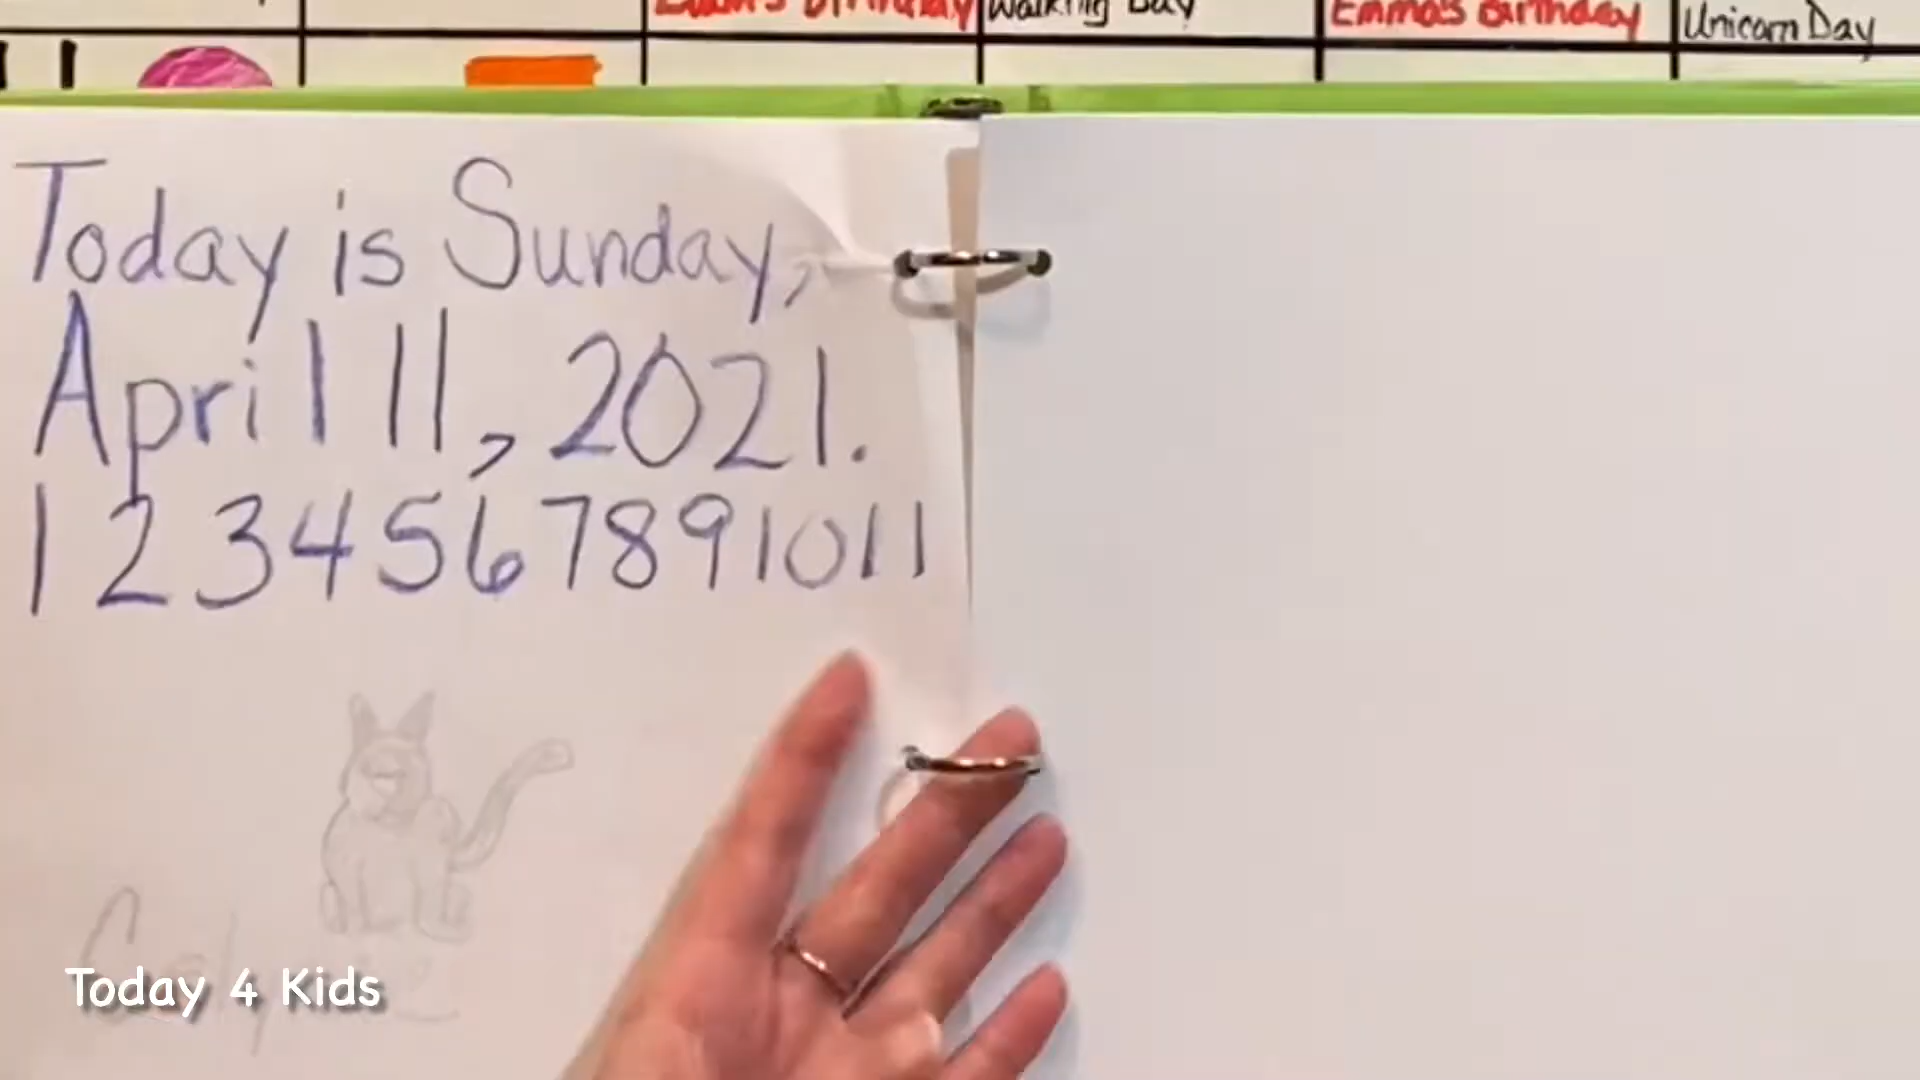 Birthday Walking Day Emma's Birthday Unicorn Day
Today is Sunday,
April 11, 2021.
1 2 3 4 5 6 7 8 9 10 11
Today 4 Kids